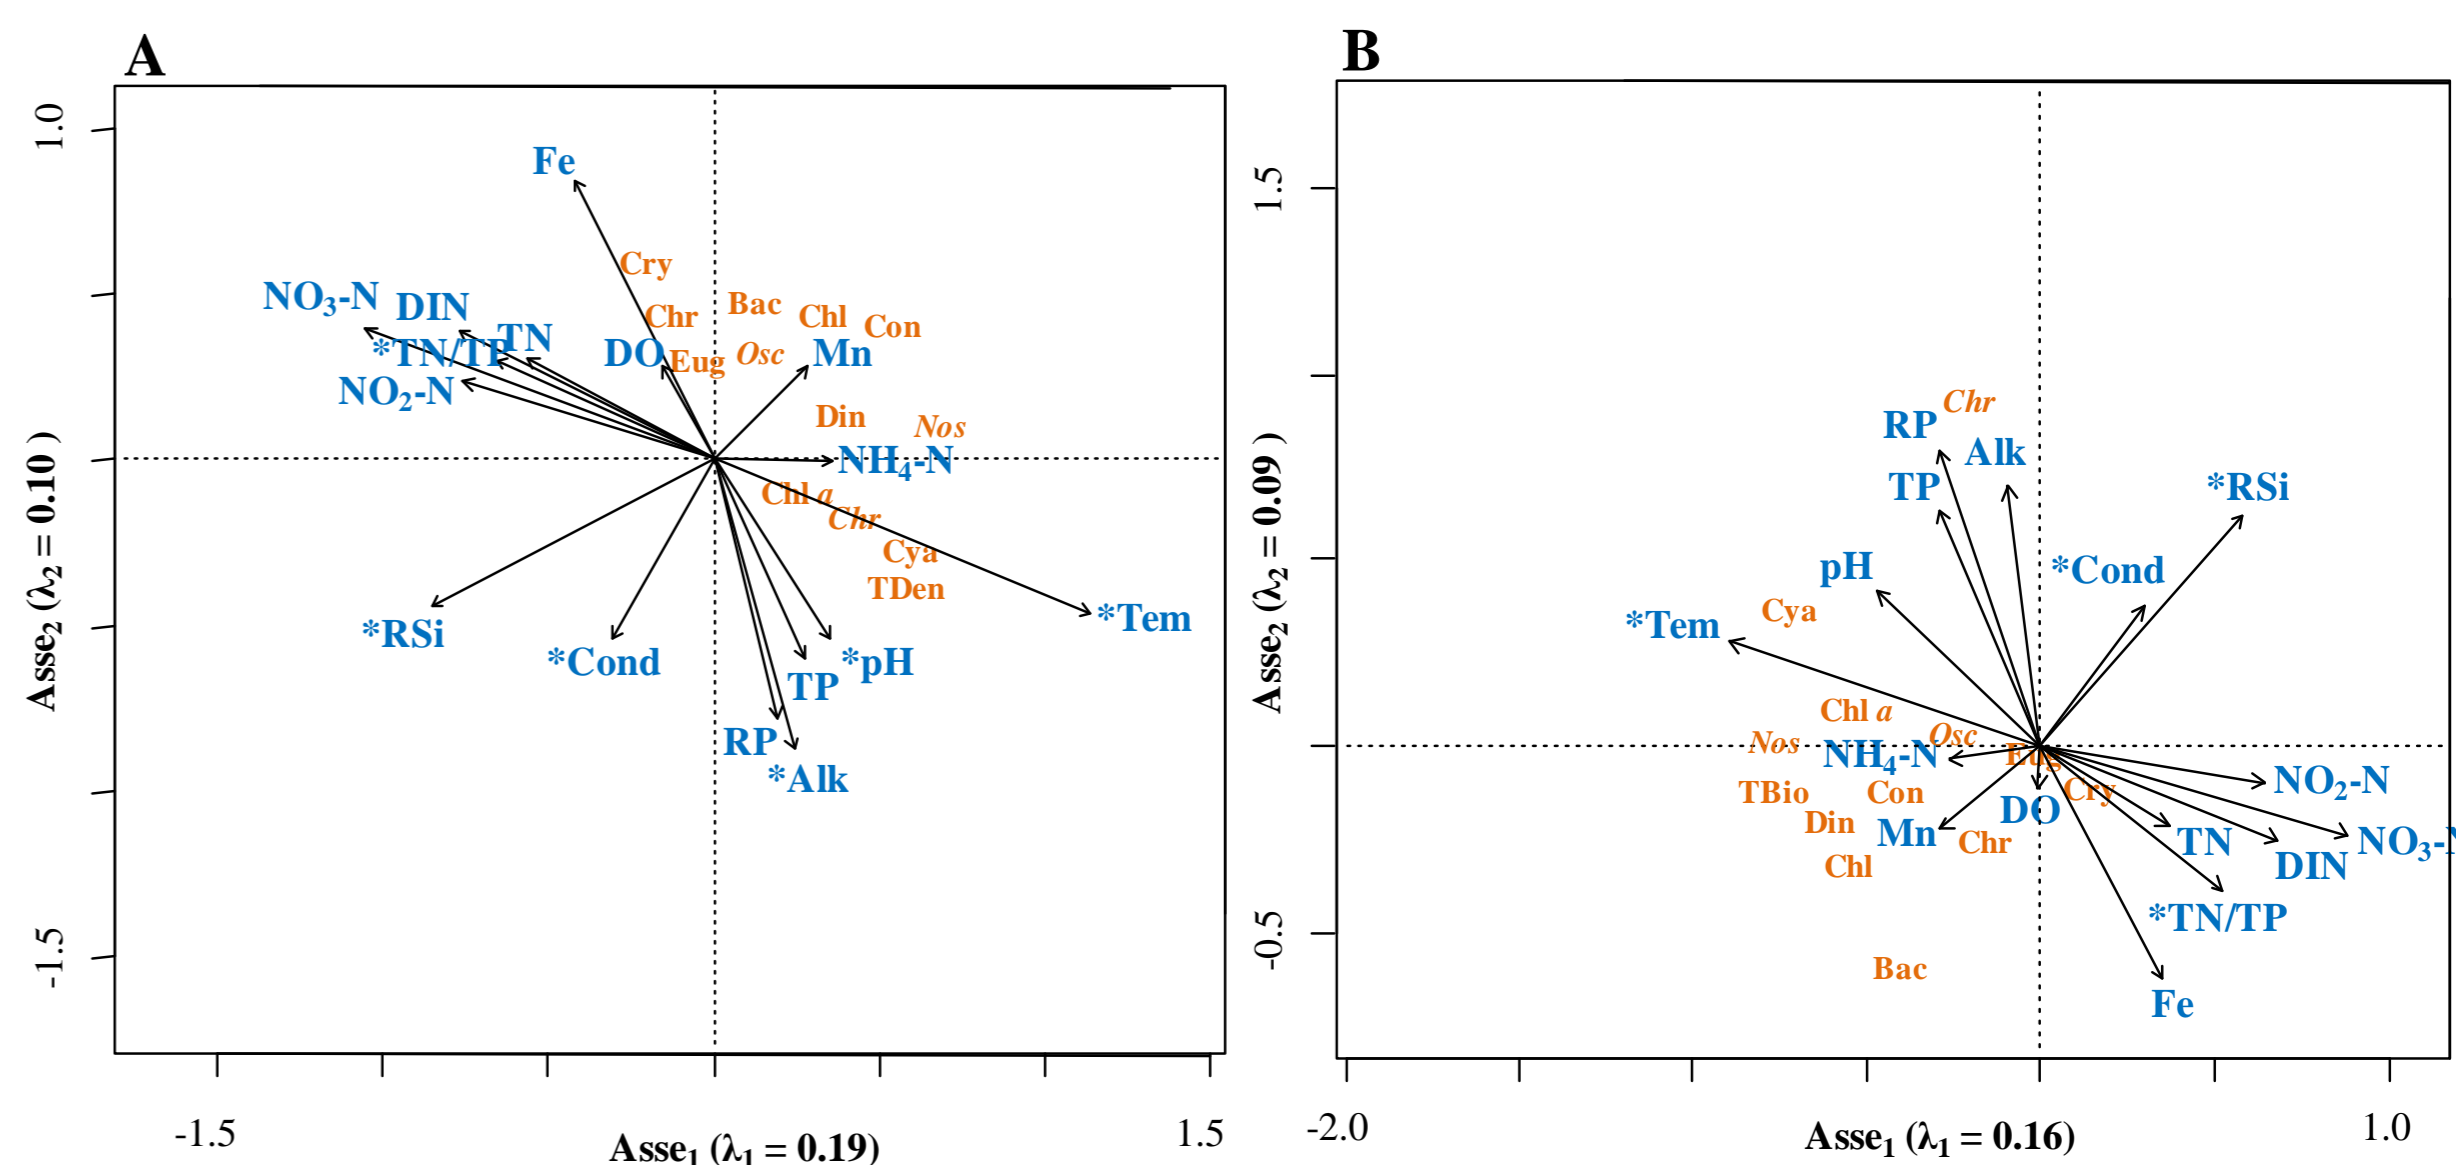 A
1.0
Fe
Cry
NO₃-N DIN
Chr Bac Chl Con
*TN/TP TN DO Eug Osc Mn
NO₂-N
Din Nos
NH₄-N
Chl a
Chr
Cya
TDen
*RSi *Cond *pH *Tem
TP
RP
*Alk
-1.5
Asse₂ (λ₂ = 0.10 )
-1.5 1.5
Asse₁ (λ₁ = 0.19)
B
1.5
Chr
RP Alk
TP *RSi
pH *Cond
*Tem Cya
Chl a
Nos NH₄-N Osc Eug
TBio Con DO Cry NO₂-N
Din Mn Chr TN NO₃-N
Chl DIN
*TN/TP
Bac
Fe
-0.5
Asse₂ (λ₂ = 0.09 )
-2.0 1.0
Asse₁ (λ₁ = 0.16)